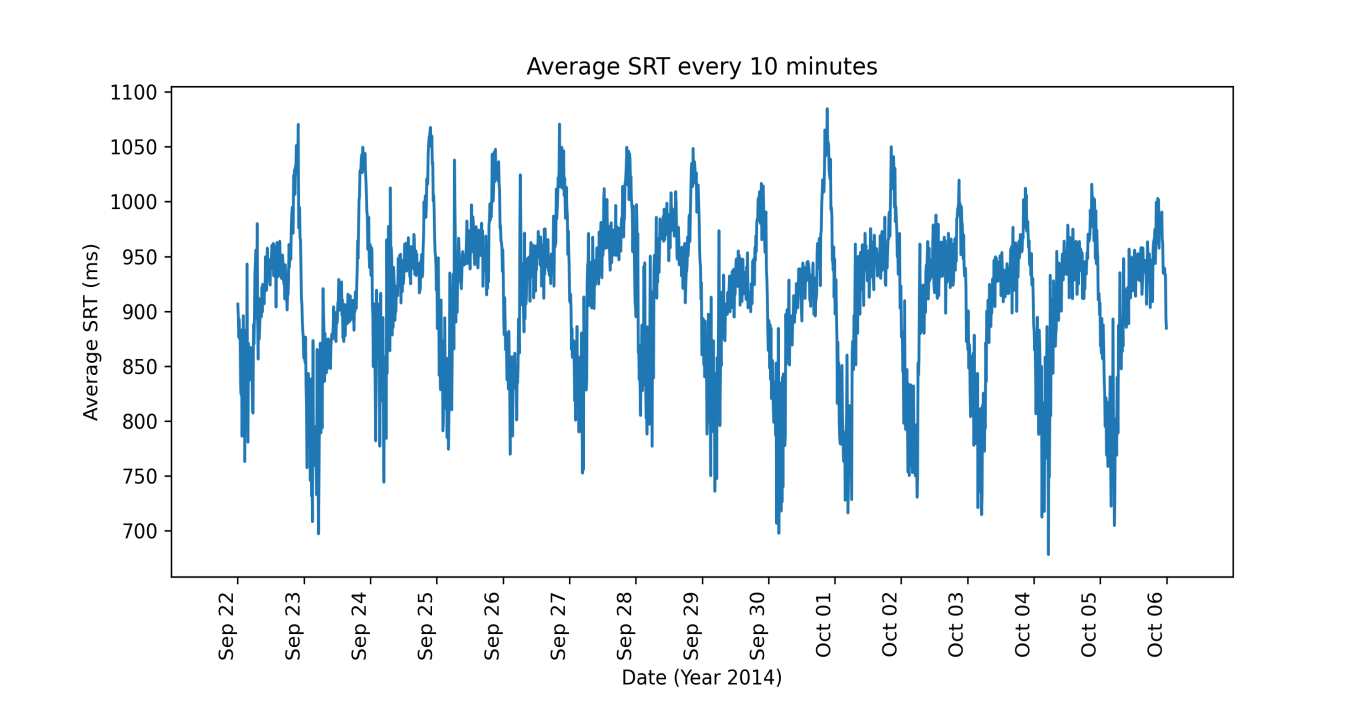 Average SRT every 10 minutes
1100
1050
1000
950
900
850
800
750
700
Average SRT (ms)
Sep 22
Sep 23
Sep 24
Sep 25
Sep 26
Sep 27
Sep 28
Sep 29
Sep 30
Oct 01
Oct 02
Oct 03
Oct 04
Oct 05
Oct 06
Date (Year 2014)